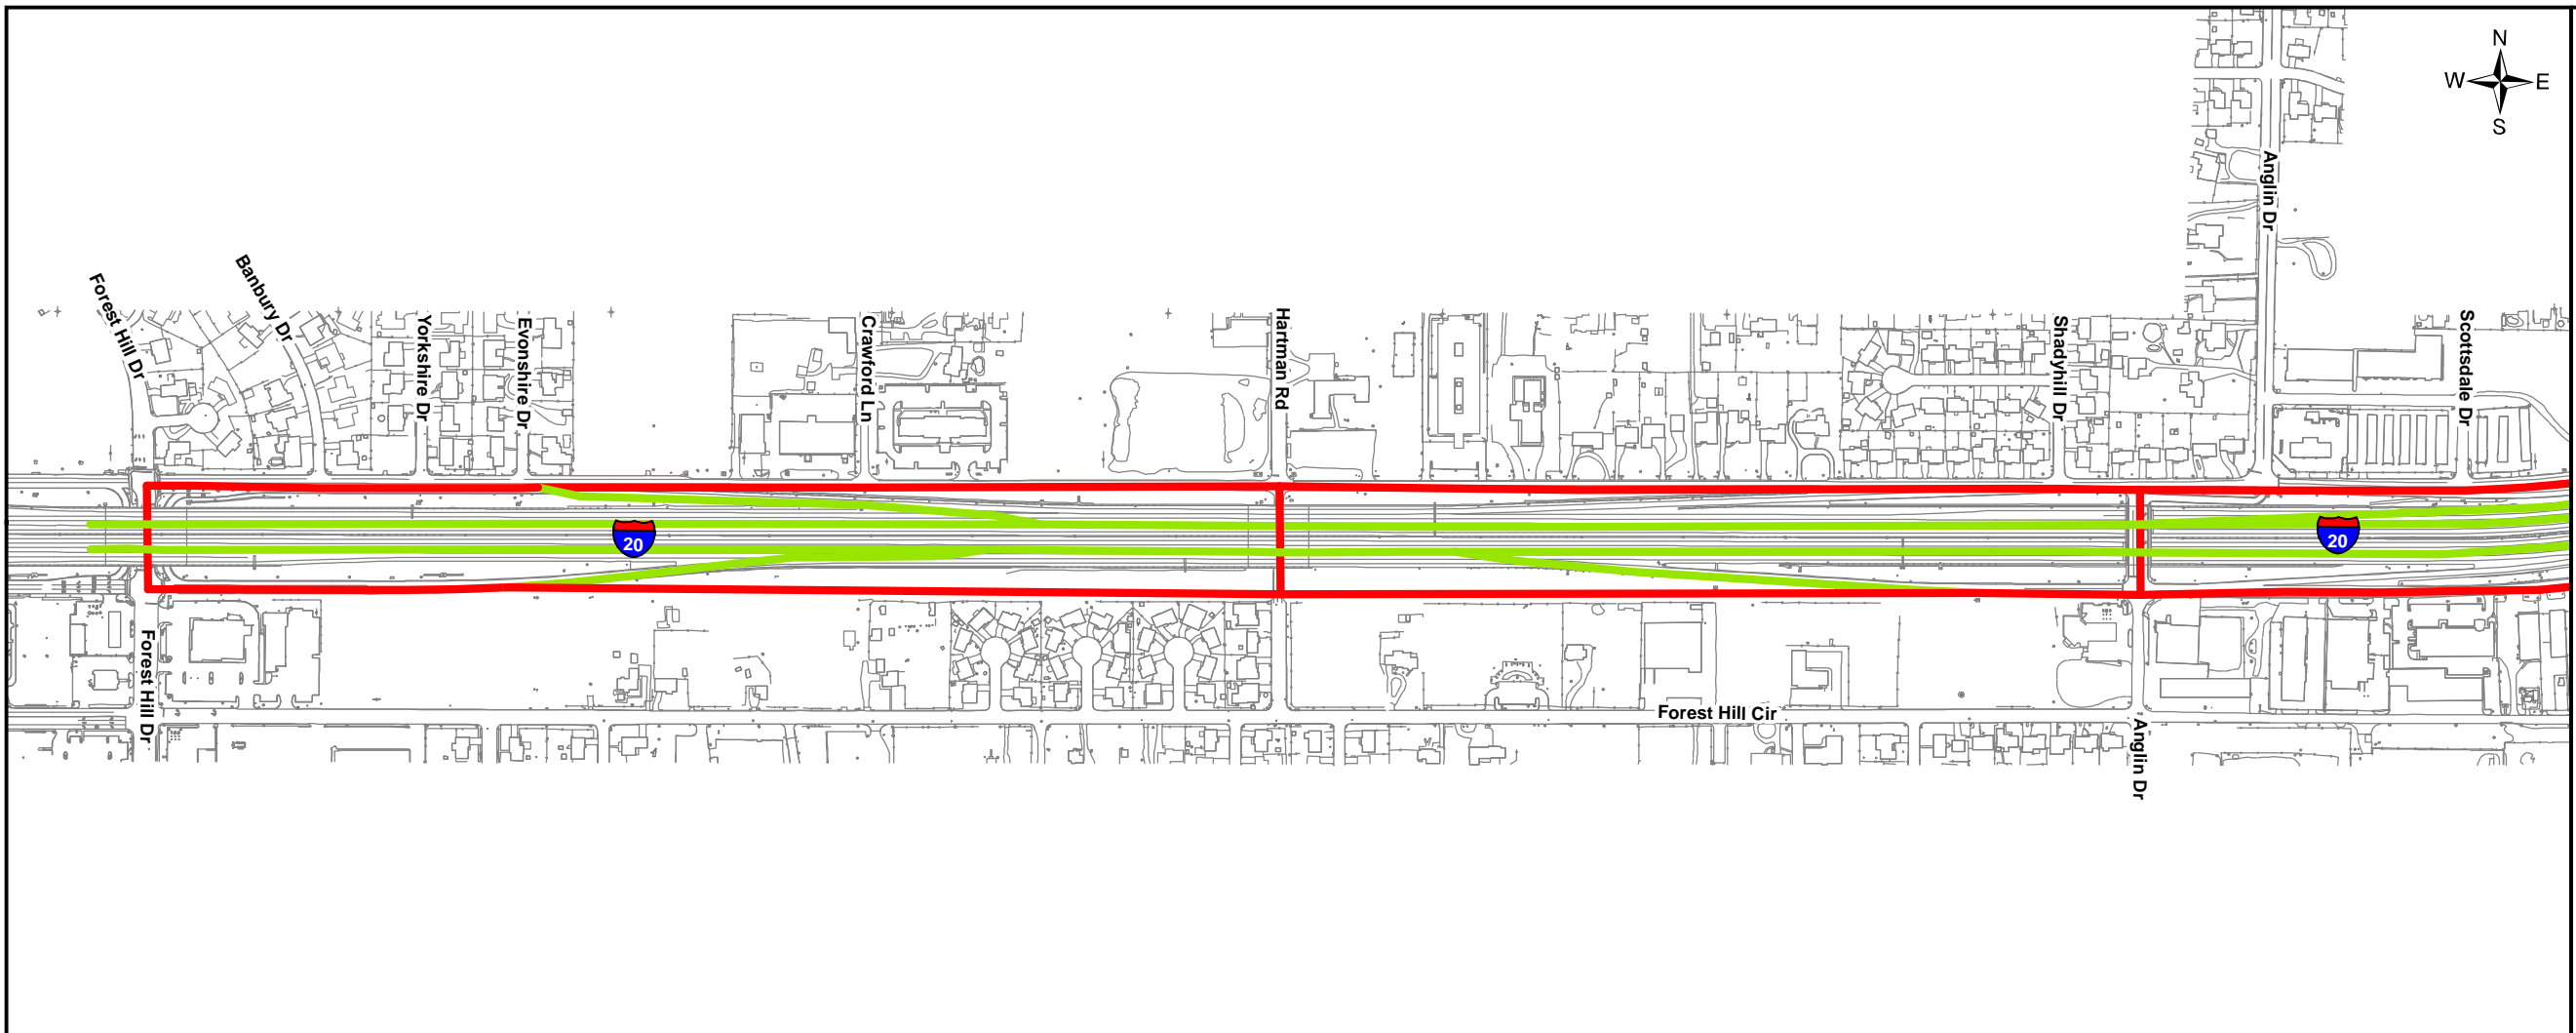 N
W E
S
Anglin Dr
Forest Hill Dr
Banbury Dr
Yorkshire Dr
Evonshire Dr
Crawford Ln
Hartman Rd
Shadyhill Dr
Scottsdale Dr
20
20
Forest Hill Dr
Forest Hill Cir
Anglin Dr